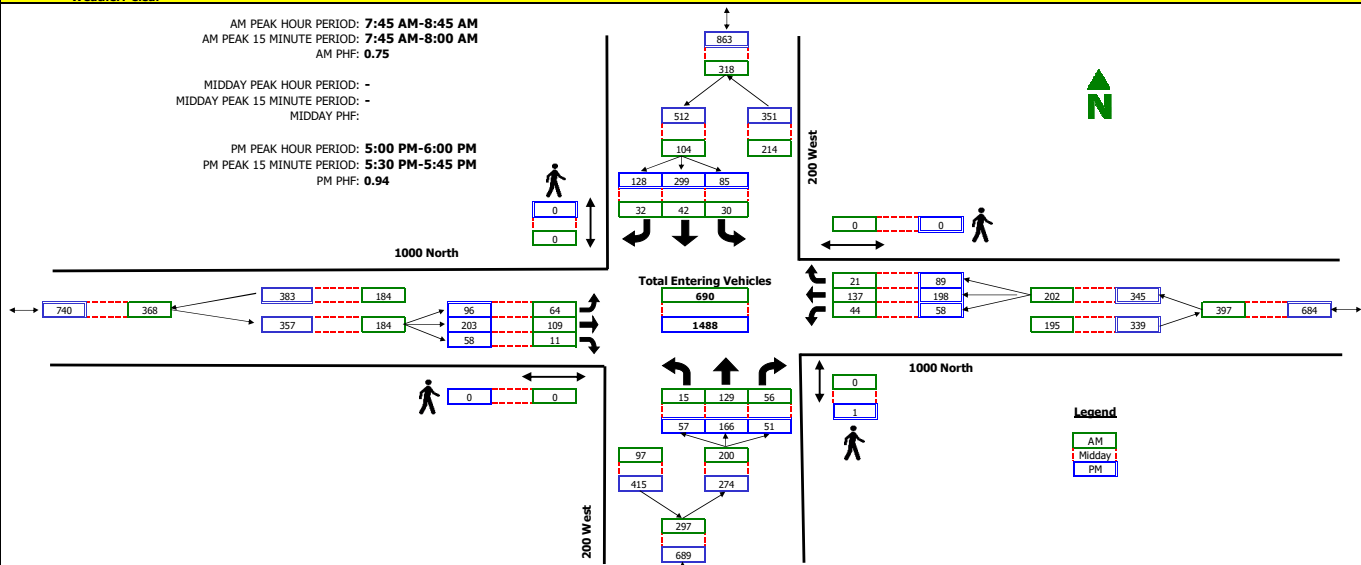 AM PEAK HOUR PERIOD: 7:45 AM-8:45 AM
AM PEAK 15 MINUTE PERIOD: 7:45 AM-8:00 AM
AM PHF: 0.75
MIDDAY PEAK HOUR PERIOD: -
MIDDAY PEAK 15 MINUTE PERIOD: -
MIDDAY PHF:
PM PEAK HOUR PERIOD: 5:00 PM-6:00 PM
PM PEAK 15 MINUTE PERIOD: 5:30 PM-5:45 PM
PM PHF: 0.94
863
318
512 351
104 214
128 299 85
32 42 30
N
200 West
0
0
0 0
1000 North
Total Entering Vehicles
690
1488
740 368
383 184
357 184
96 64
203 109
58 11
21 89
137 198
44 58
202 345
195 339
397 684
0 0
15 129 56
57 166 51
97 200
415 274
297
689
200 West
0
1
1000 North
Legend
AM
Midday
PM